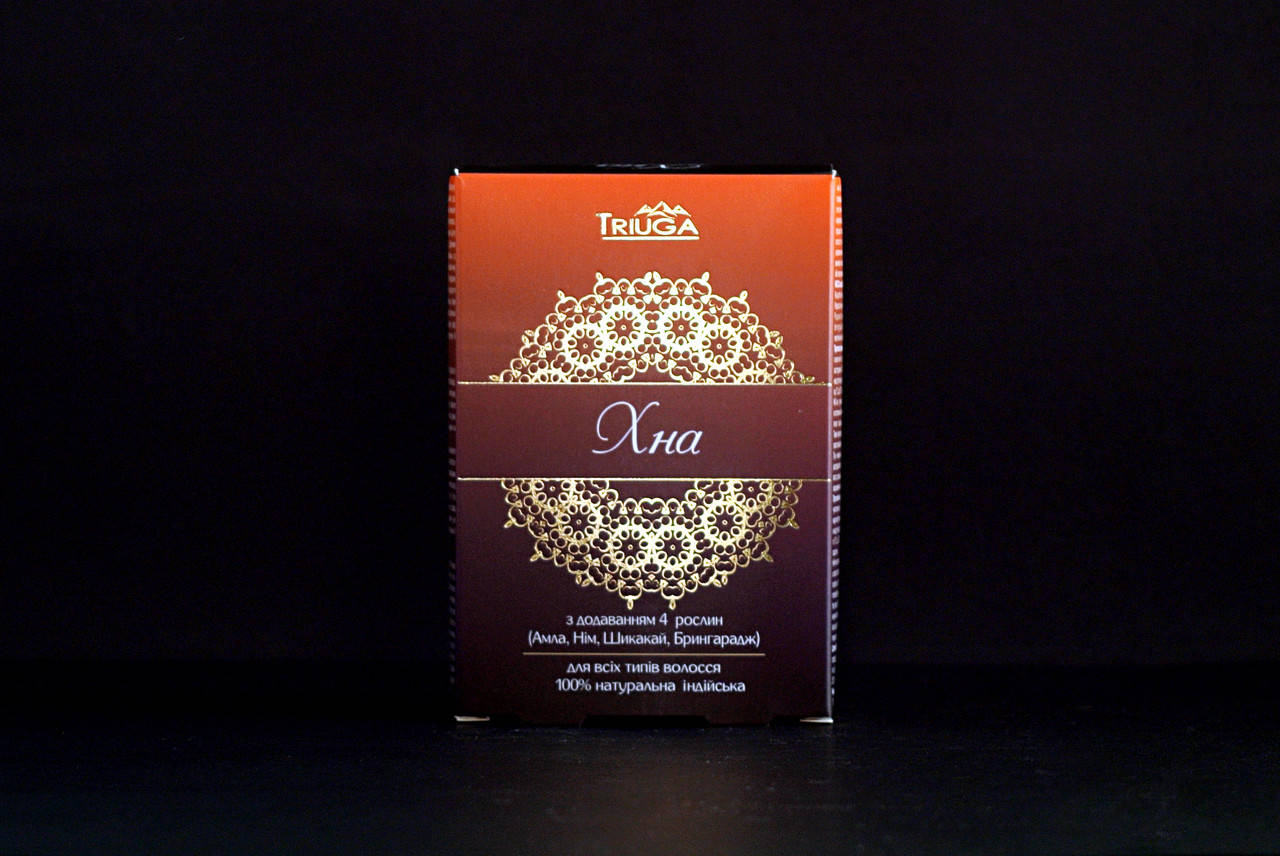 TRIUGA
Хна
з додаванням 4 рослин
(Амла, Нім, Шикакай, Брингарадж)
для всіх типів волосся
100% натуральна індійська